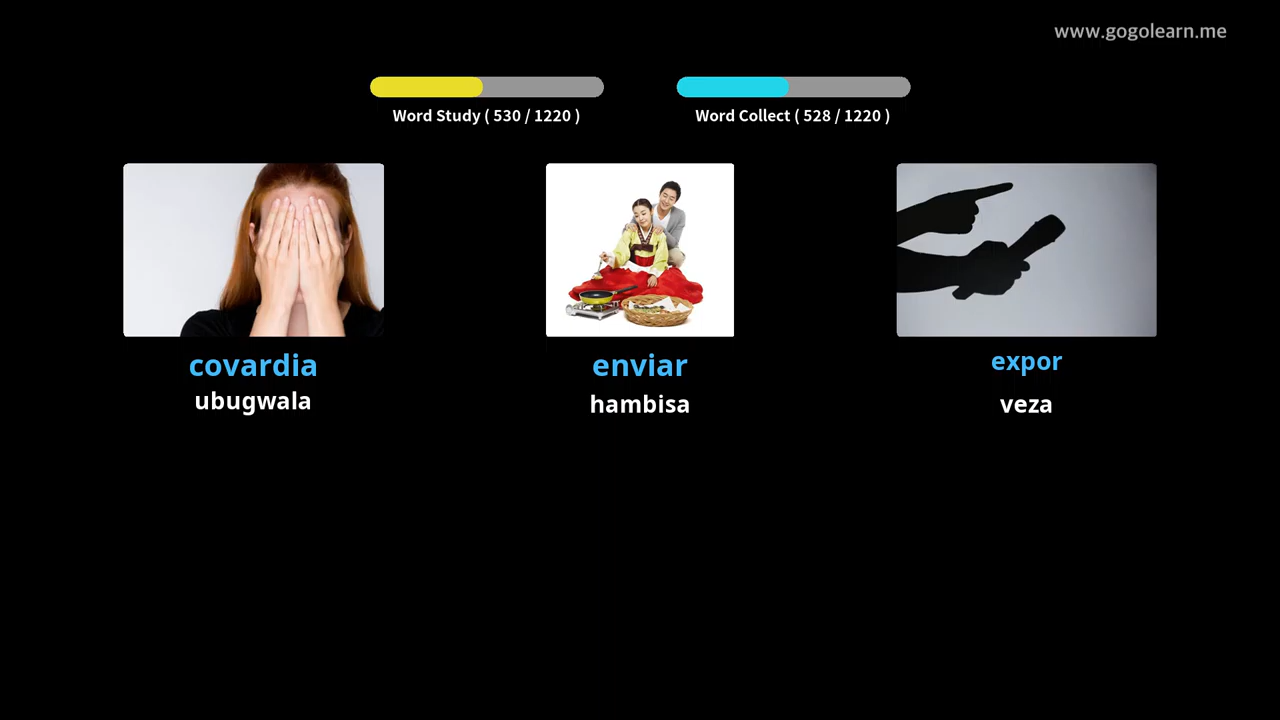 www.gogolearn.me
Word Study ( 530 / 1220 )
Word Collect ( 528 / 1220 )
covardia
enviar
expor
ubugwala
hambisa
veza